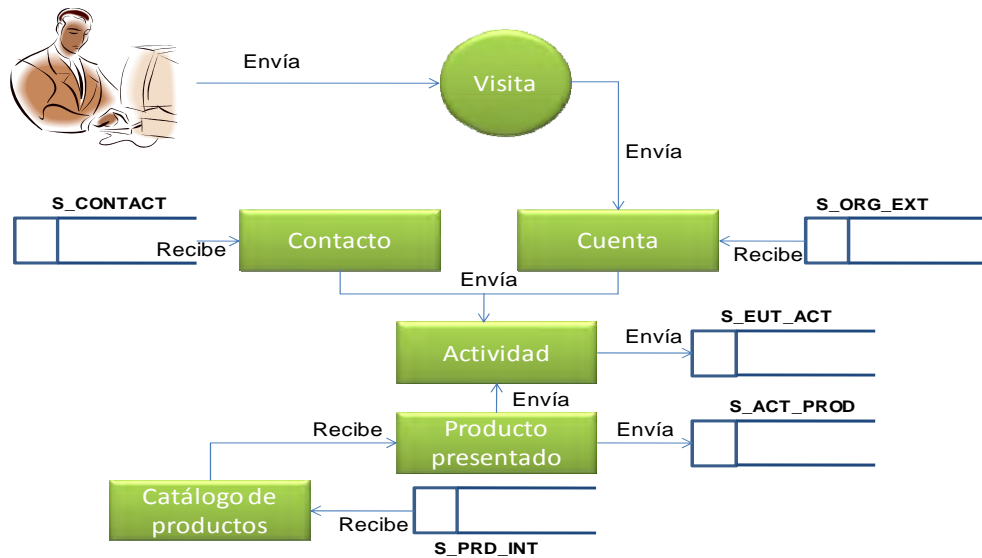 Envía
Visita
Envía
S_CONTACT
S_ORG_EXT
Contacto
Cuenta
Recibe
Recibe
Envía
S_EUT_ACT
Envía
Actividad
Envía
S_ACT_PROD
Recibe
Producto
presentado
Envía
Catálogo de
productos
Recibe
S_PRD_INT